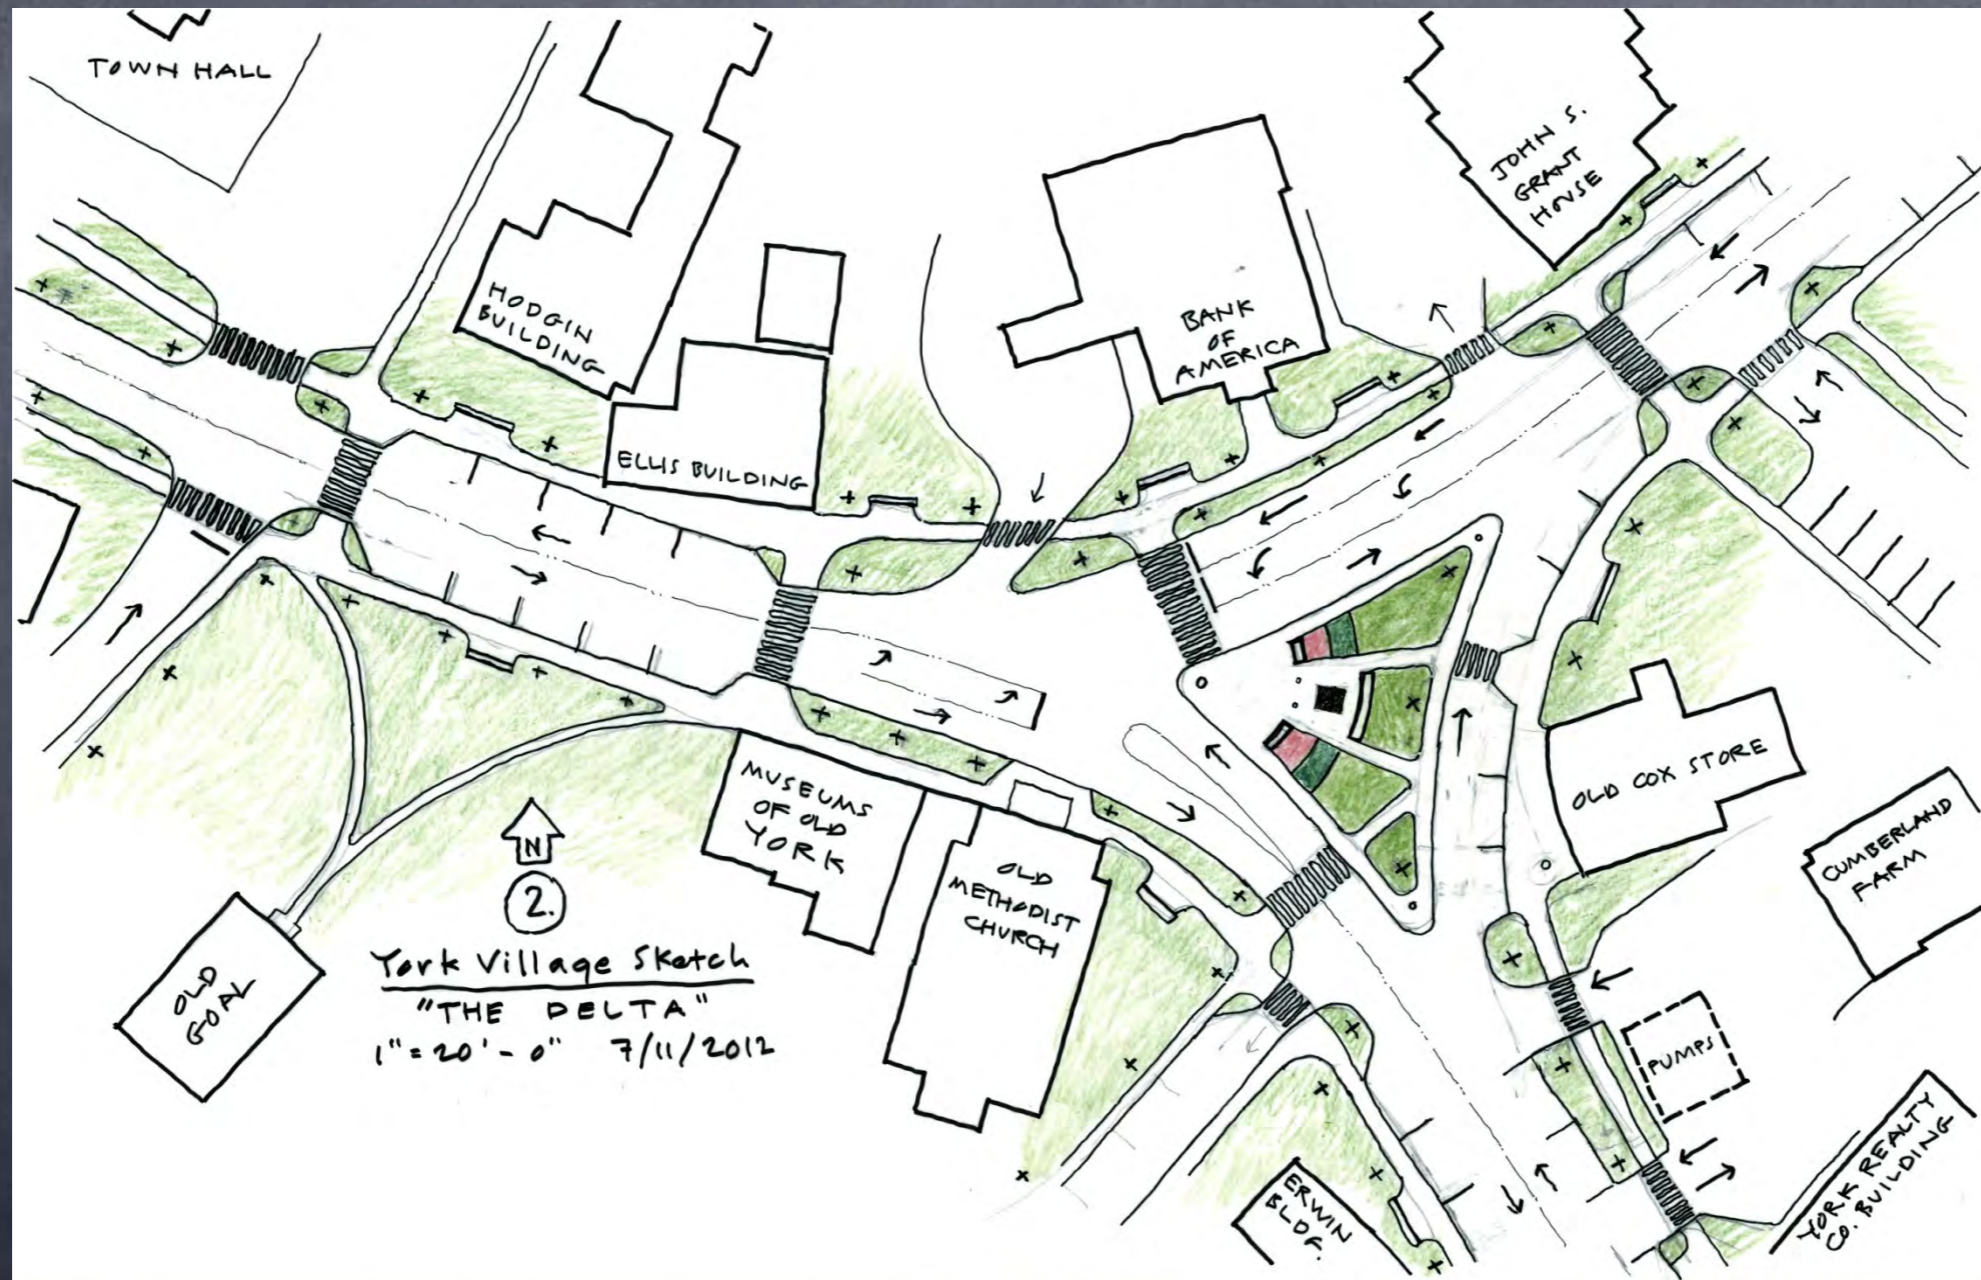 TOWN HALL
HODGIN
BUILDING
ELLIS BUILDING
BANK
OF
AMERICA
JOHN S.
GRANT
HOUSE
MUSEUMS
OF OLD
YORK
OLD
METHODIST
CHURCH
OLD COX STORE
CUMBERLAND
FARM
PUMPS
YORK REALTY
CO. BUILDING
ERWIN
BLDG.
OLD
GOAL
N
2.
York Village Sketch
"THE DELTA"
1" = 20' - 0" 7/11/2012